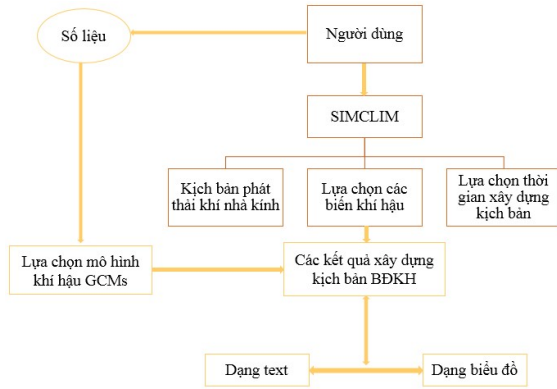 Số liệu
Người dùng
SIMCLIM
Kịch bản phát
thải khí nhà kính
Lựa chọn các
biến khí hậu
Lựa chọn thời
gian xây dựng
kịch bản
Lựa chọn mô hình
khí hậu GCMs
Các kết quả xây dựng
kịch bản BĐKH
Dạng text
Dạng biểu đồ